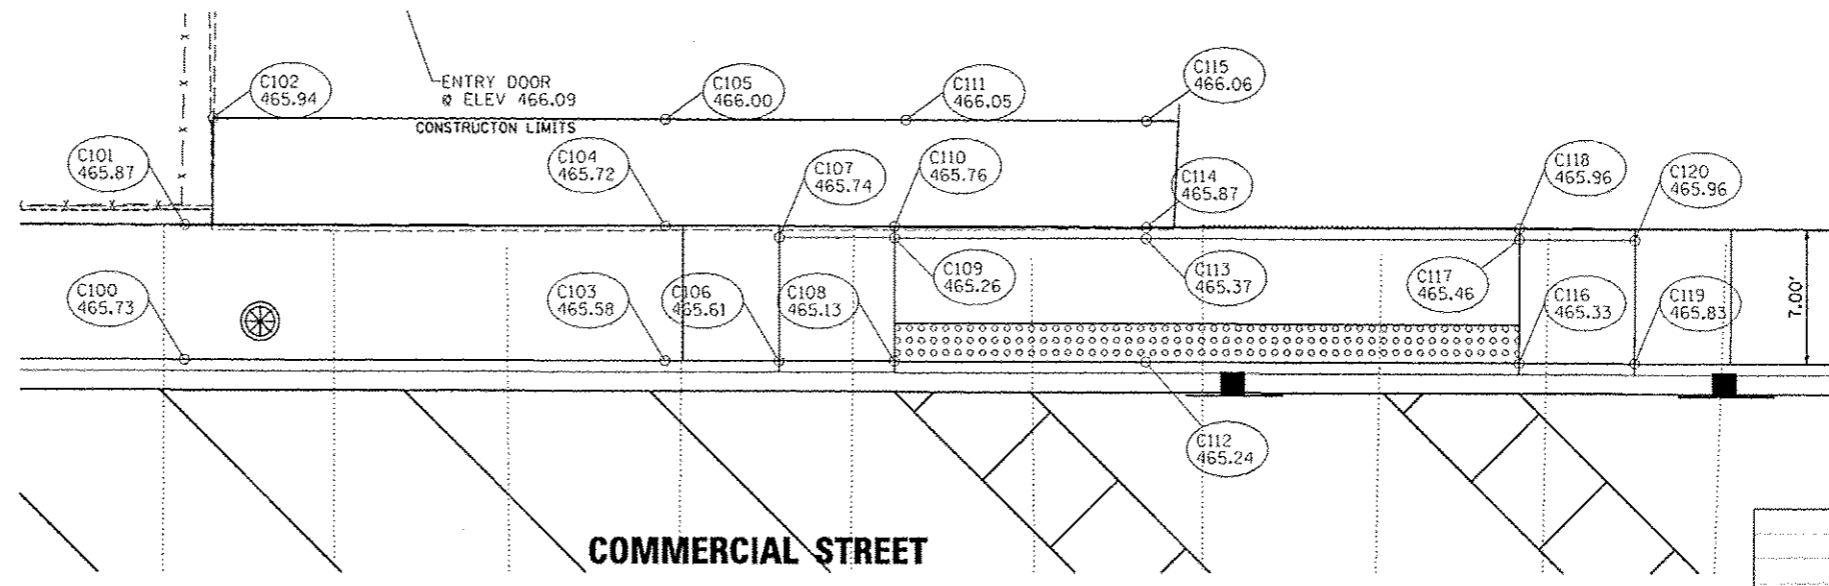 C102
465.94
ENTRY DOOR
@ ELEV 466.09
CONSTRUCTON LIMITS
C105
466.00
C111
466.05
C115
466.06
C101
465.87
C104
465.72
C107
465.74
C110
465.76
C114
465.87
C118
465.96
C120
465.96
C100
465.73
C103
465.58
C106
465.61
C108
465.13
C109
465.26
C113
465.37
C117
465.46
C116
465.33
C119
465.83
7.00'
C112
465.24
COMMERCIAL STREET